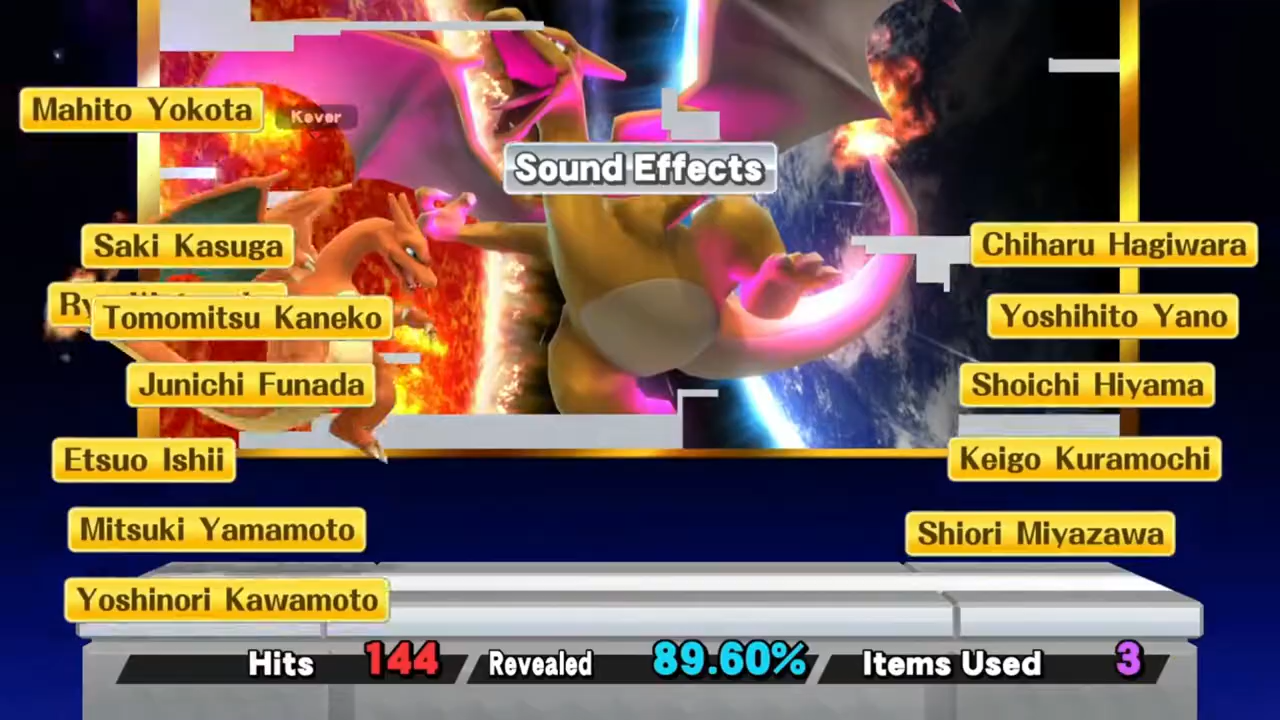 Mahito Yokota
Kever
Sound Effects
Saki Kasuga
Chiharu Hagiwara
Tomomitsu Kaneko
Yoshihito Yano
Junichi Funada
Shoichi Hiyama
Etsuo Ishii
Keigo Kuramochi
Mitsuki Yamamoto
Shiori Miyazawa
Yoshinori Kawamoto
Hits 144 Revealed 89.60% Items Used 3